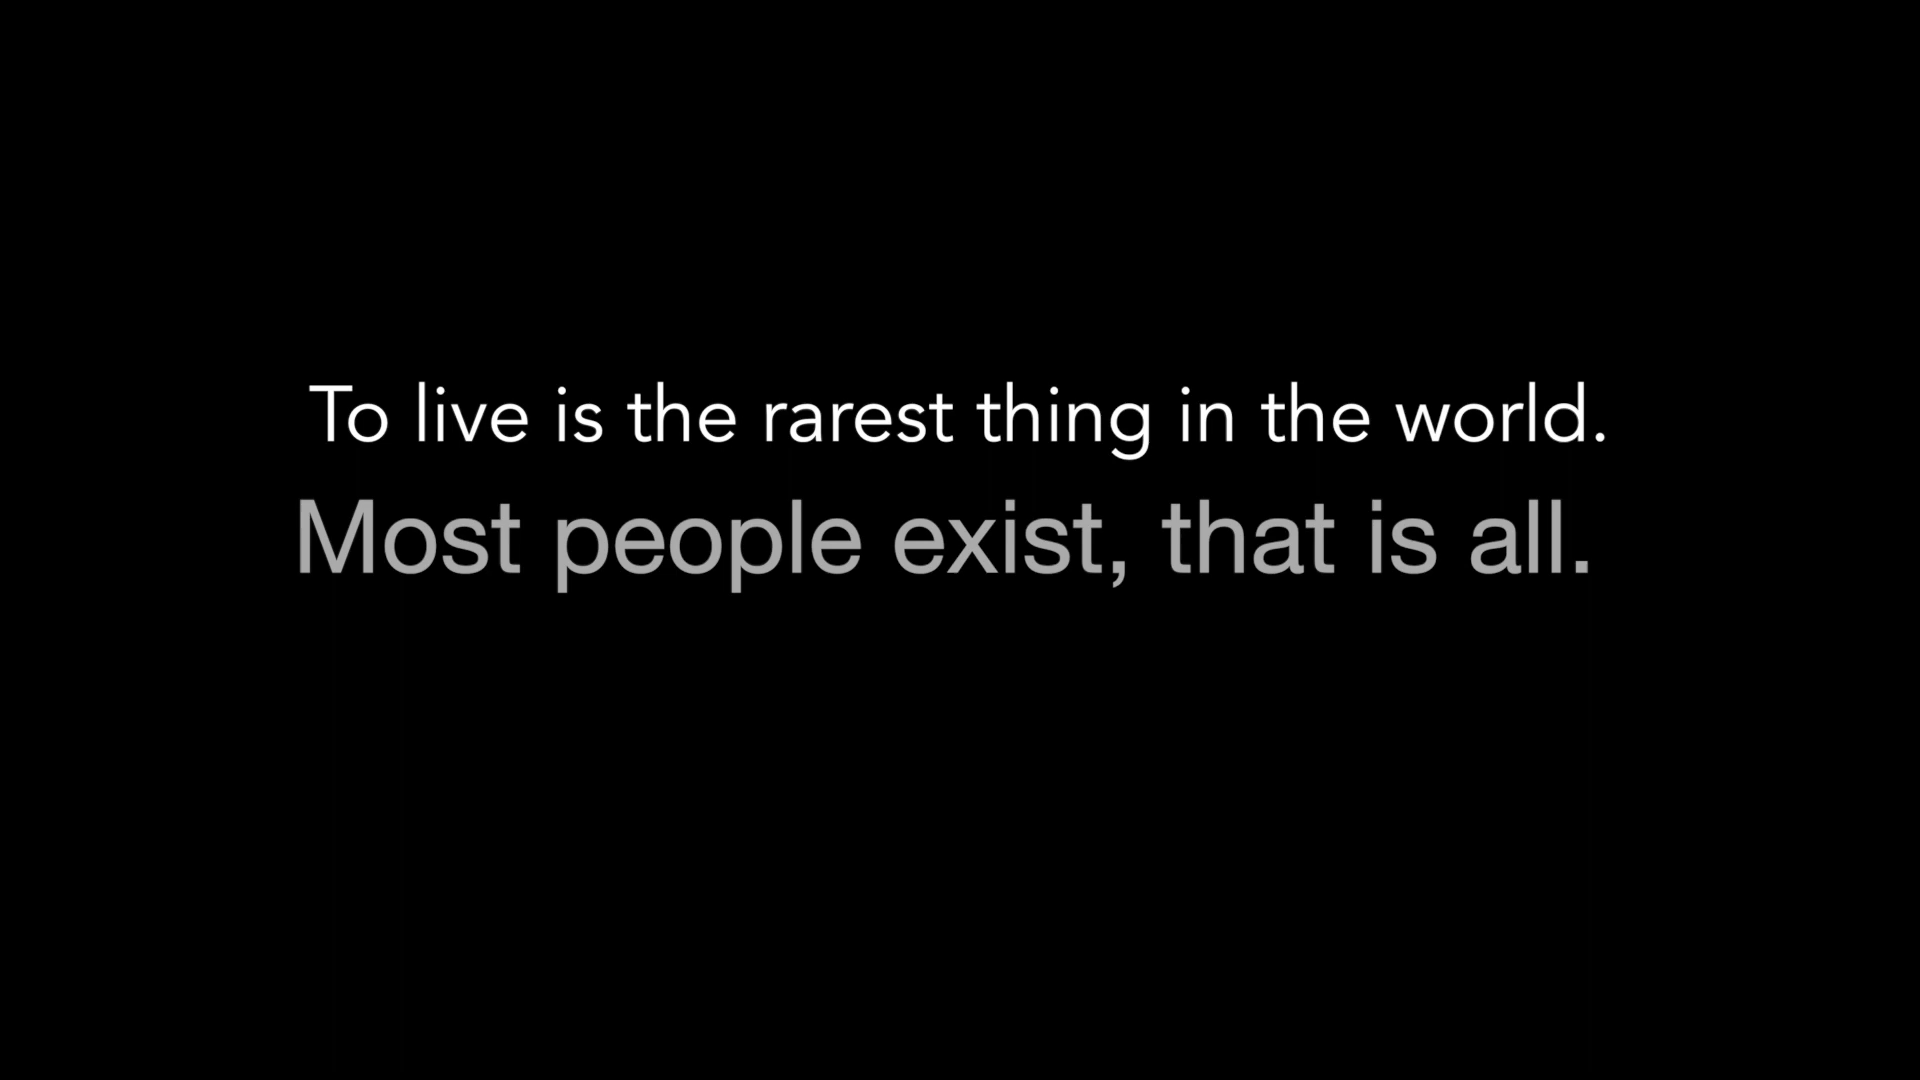 To live is the rarest thing in the world.
Most people exist, that is all.